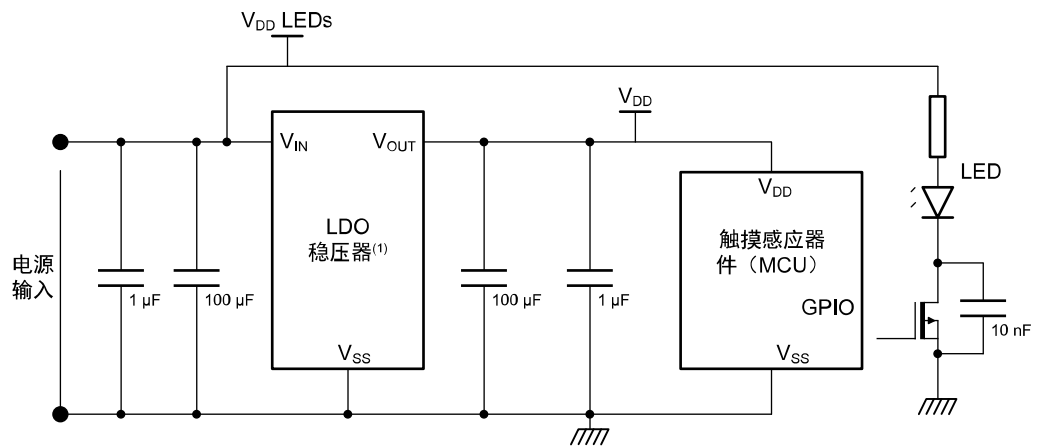 VDD LEDs
VDD
VIN
VOUT
LED
VDD
LDO
稳压器(1)
触摸感应器
件（MCU）
电源
输入
1 µF
100 µF
100 µF
1 µF
GPIO
10 nF
VSS
VSS